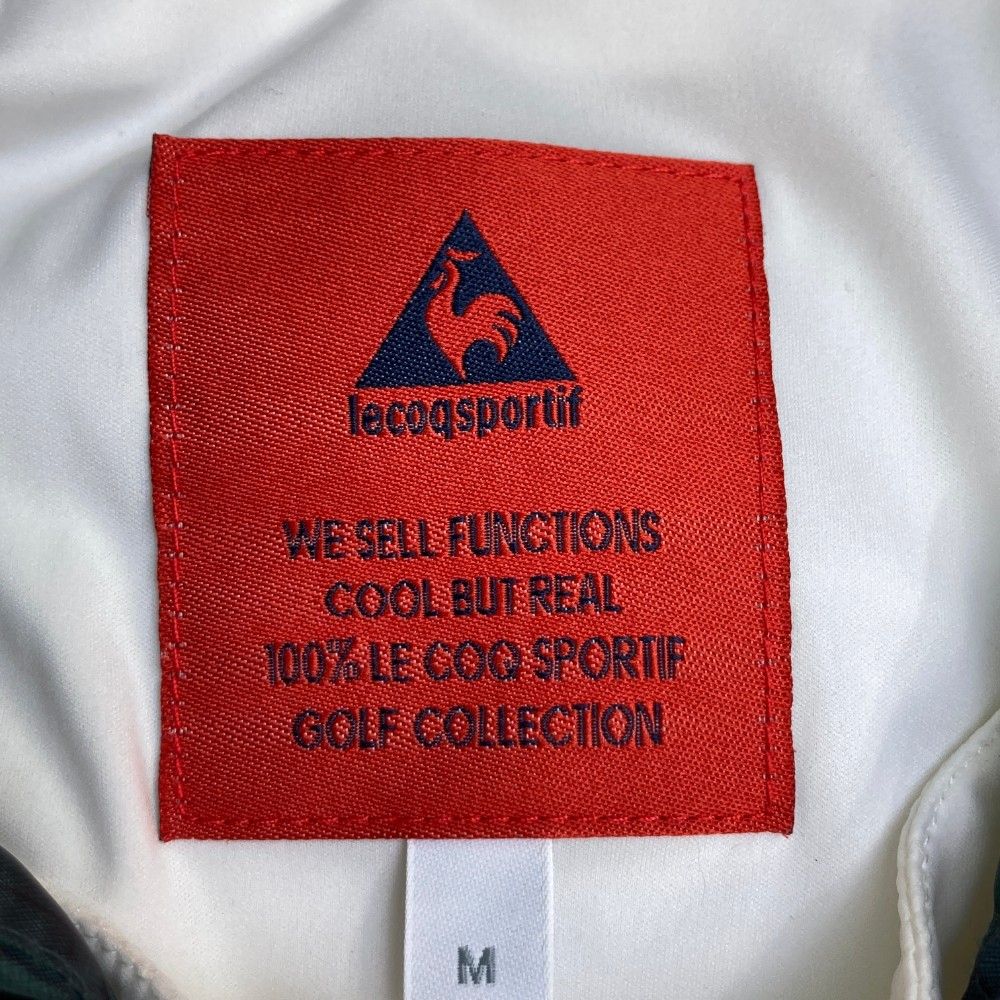 lecoqsportif
WE SELL FUNCTIONS
COOL BUT REAL
100% LE COQ SPORTIF
GOLF COLLECTION
M